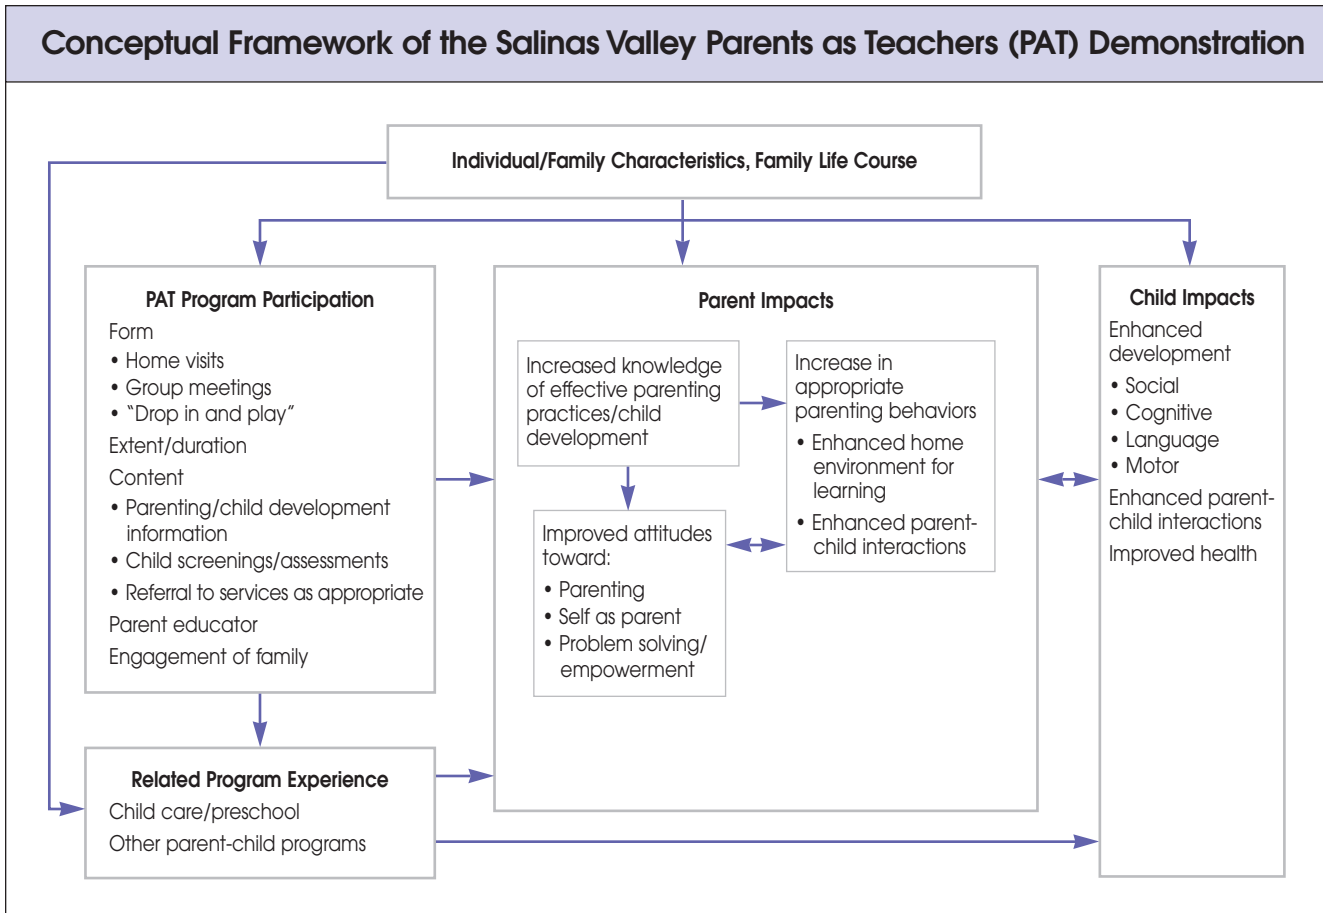 Conceptual Framework of the Salinas Valley Parents as Teachers (PAT) Demonstration
Individual/Family Characteristics, Family Life Course
PAT Program Participation
Form
• Home visits
• Group meetings
• “Drop in and play”
Extent/duration
Content
• Parenting/child development
information
• Child screenings/assessments
• Referral to services as appropriate
Parent educator
Engagement of family
Related Program Experience
Child care/preschool
Other parent-child programs
Parent Impacts
Increased knowledge
of effective parenting
practices/child
development
Improved attitudes
toward:
• Parenting
• Self as parent
• Problem solving/
empowerment
Increase in
appropriate
parenting behaviors
• Enhanced home
environment for
learning
• Enhanced parent-
child interactions
Child Impacts
Enhanced
development
• Social
• Cognitive
• Language
• Motor
Enhanced parent-
child interactions
Improved health